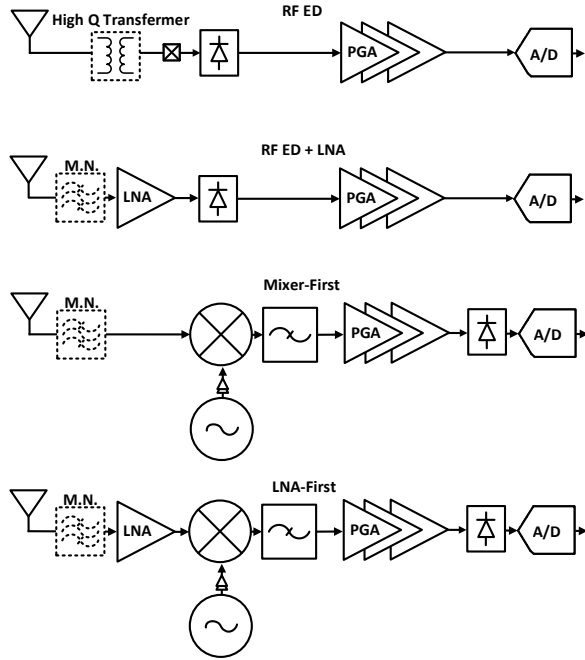 RF ED
High Q Transfermer
PGA
A/D
RF ED + LNA
M.N.
LNA
PGA
A/D
Mixer-First
M.N.
PGA
A/D
LNA-First
M.N.
LNA
PGA
A/D